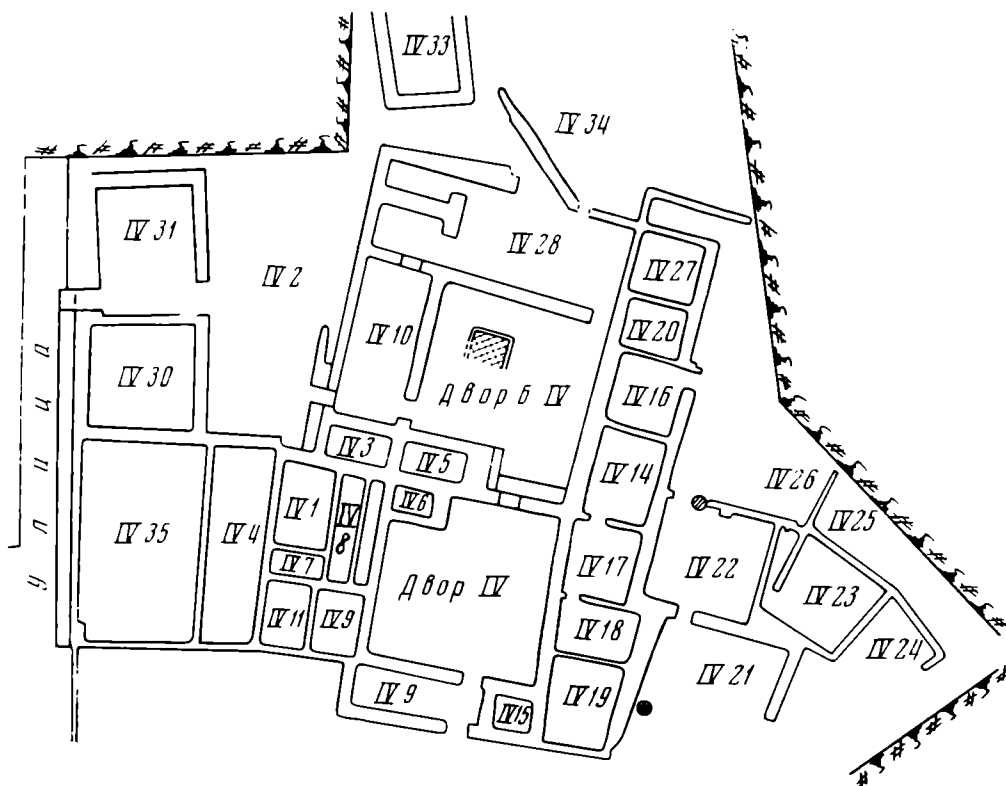 IV 33
IV 34
IV 31
IV 2
IV 28
IV 27
IV 10
IV 20
IV 30
Двор Б IV
IV 16
IV 3
IV 5
IV 14
IV 26
IV 25
IV 35
IV 4
IV 1
IV 8
IV 6
IV 7
Двор IV
IV 17
IV 22
IV 23
IV 11
IV 9
IV 18
IV 24
IV 9
IV 15
IV 19
IV 21
Улица